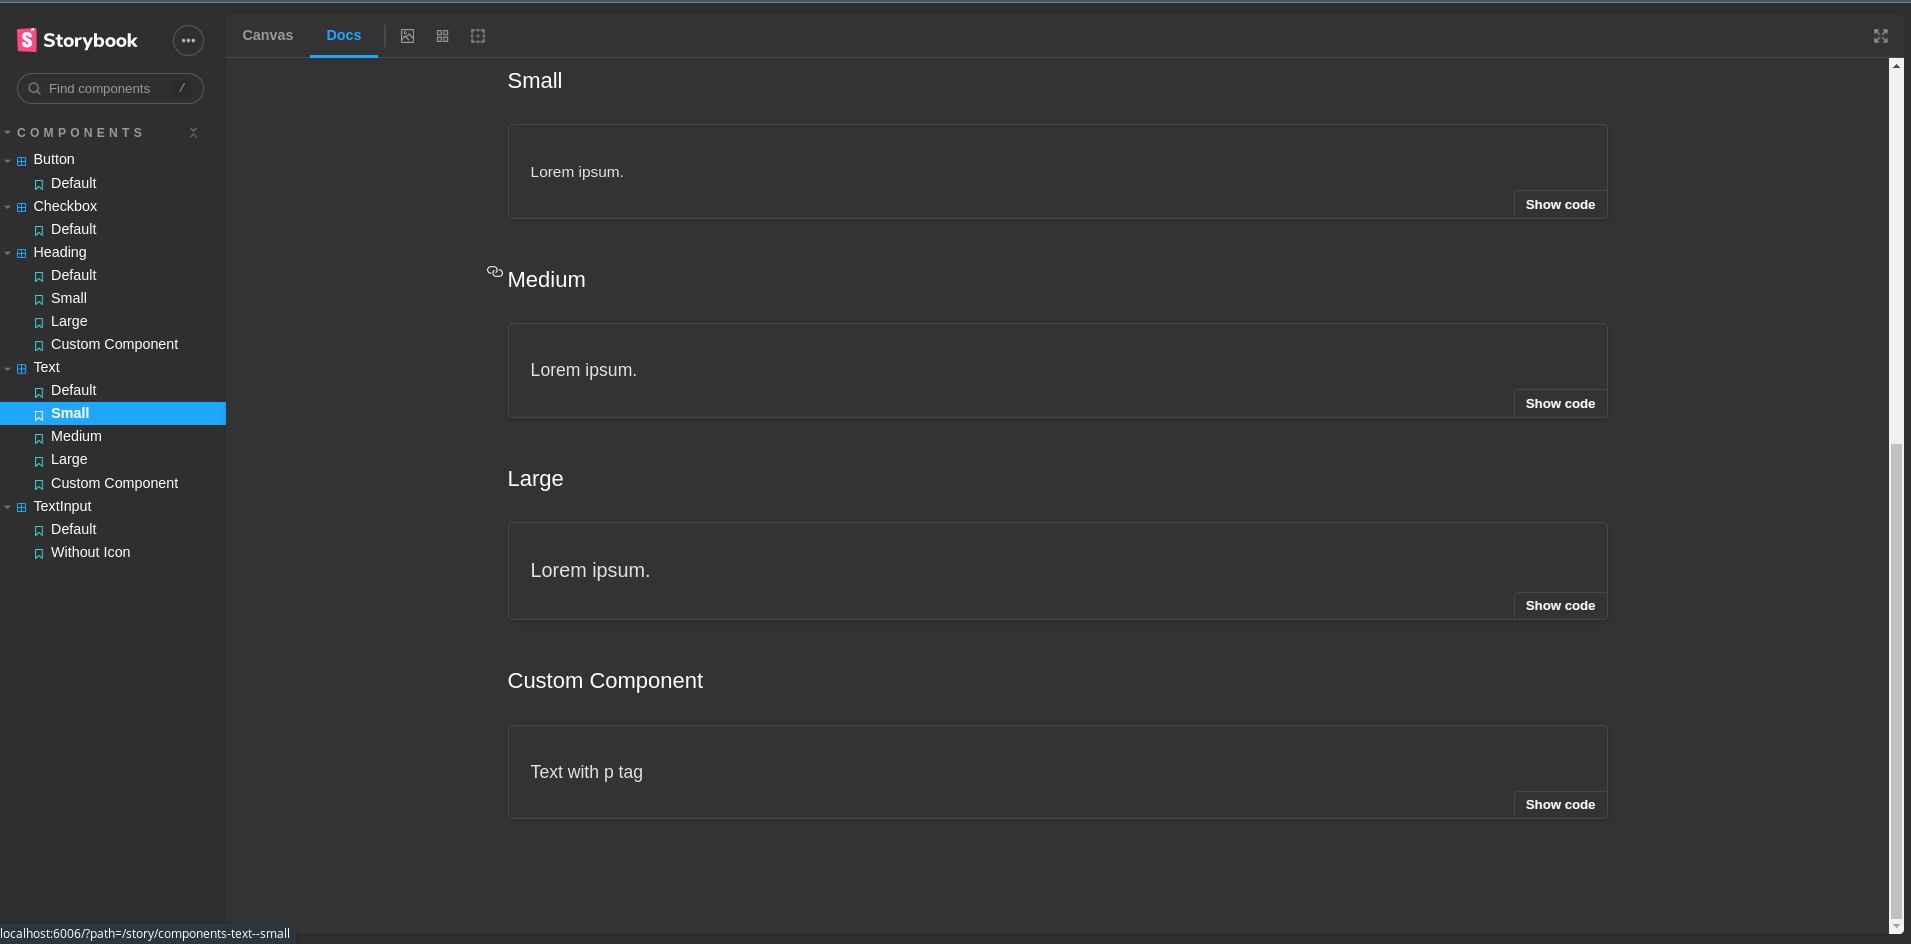 Storybook
Find components /
COMPONENTS
Button
Default
Checkbox
Default
Heading
Default
Small
Large
Custom Component
Text
Default
Small
Medium
Large
Custom Component
TextInput
Default
Without Icon
localhost:6006/?path=/story/components-text--small
Canvas Docs
Small
Lorem ipsum.
Show code
Medium
Lorem ipsum.
Show code
Large
Lorem ipsum.
Show code
Custom Component
Text with p tag
Show code